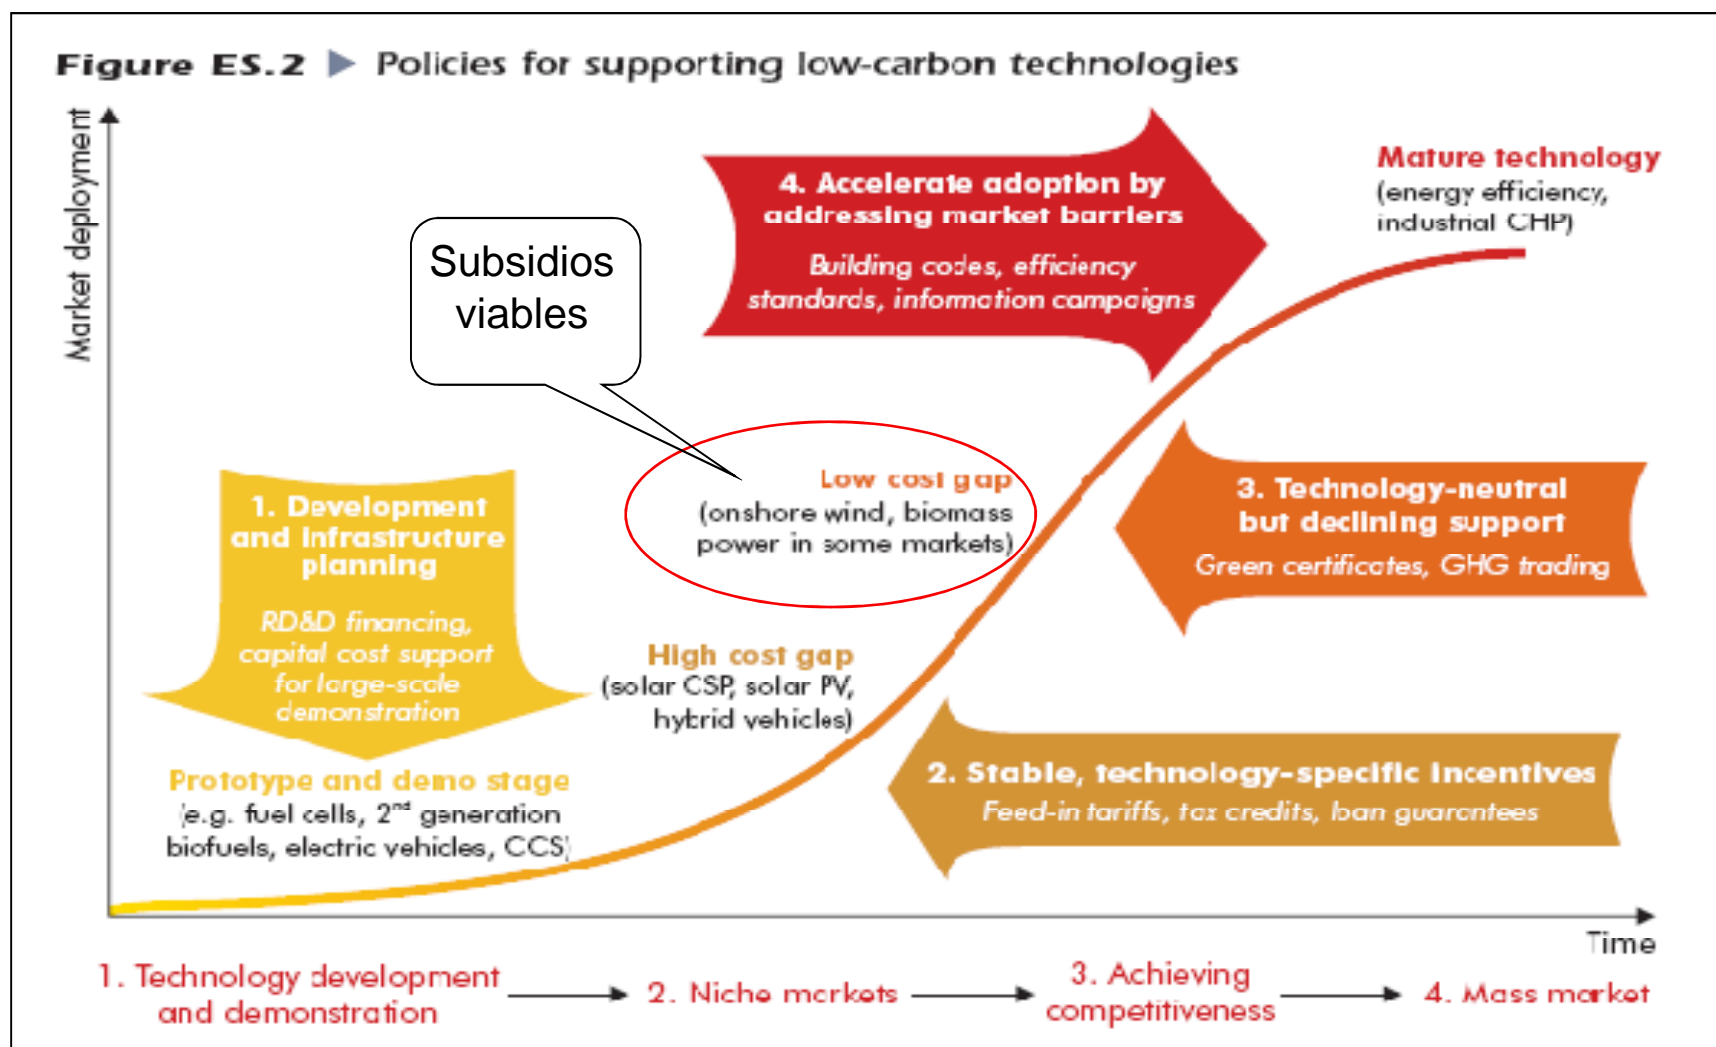 Figure ES.2 ▶ Policies for supporting low-carbon technologies
Market deployment
4. Accelerate adoption by
addressing market barriers
Building codes, efficiency
standards, information campaigns
Mature technology
(energy efficiency,
industrial CHP)
Subsidios
viables
Low cost gap
(onshore wind, biomass
power in some markets)
3. Technology-neutral
but declining support
Green certificates, GHG trading
1. Development
and infrastructure
planning
RD&D financing,
capital cost support
for large-scale
demonstration
High cost gap
(solar CSP, solar PV,
hybrid vehicles)
2. Stable, technology-specific incentives
Feed-in tariffs, tax credits, loan guarantees
Prototype and demo stage
(e.g. fuel cells, 2nd generation
biofuels, electric vehicles, CCS)
Time
1. Technology development
and demonstration
2. Niche markets
3. Achieving
competitiveness
4. Mass market